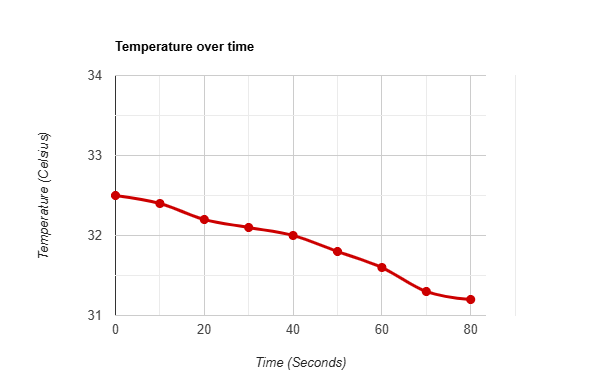 Temperature over time
34
33
32
31
Temperature (Celsius)
0 20 40 60 80
Time (Seconds)